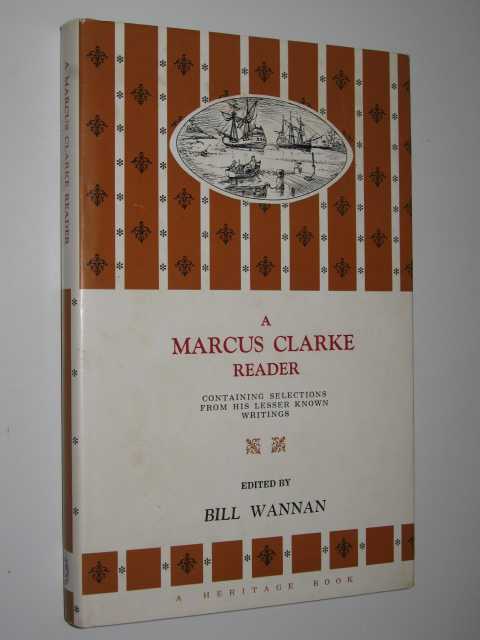 A MARCUS CLARKE READER
A
MARCUS CLARKE
READER
CONTAINING SELECTIONS
FROM HIS LESSER KNOWN
WRITINGS
EDITED BY
BILL WANNAN
A HERITAGE BOOK